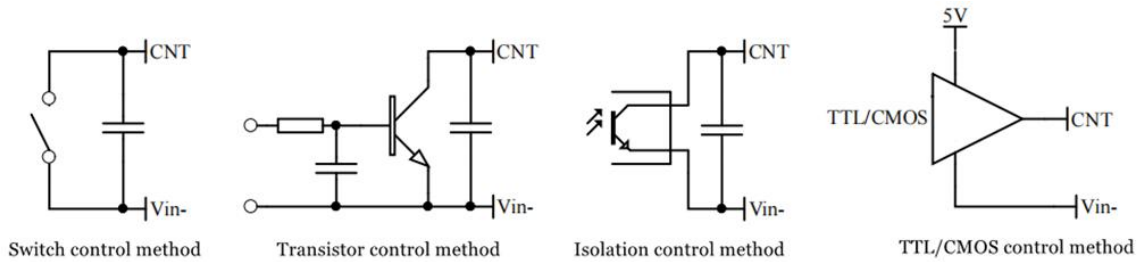 5V
CNT
CNT
CNT
TTL/CMOS
CNT
Vin-
Vin-
Vin-
Vin-
Switch control method
Transistor control method
Isolation control method
TTL/CMOS control method